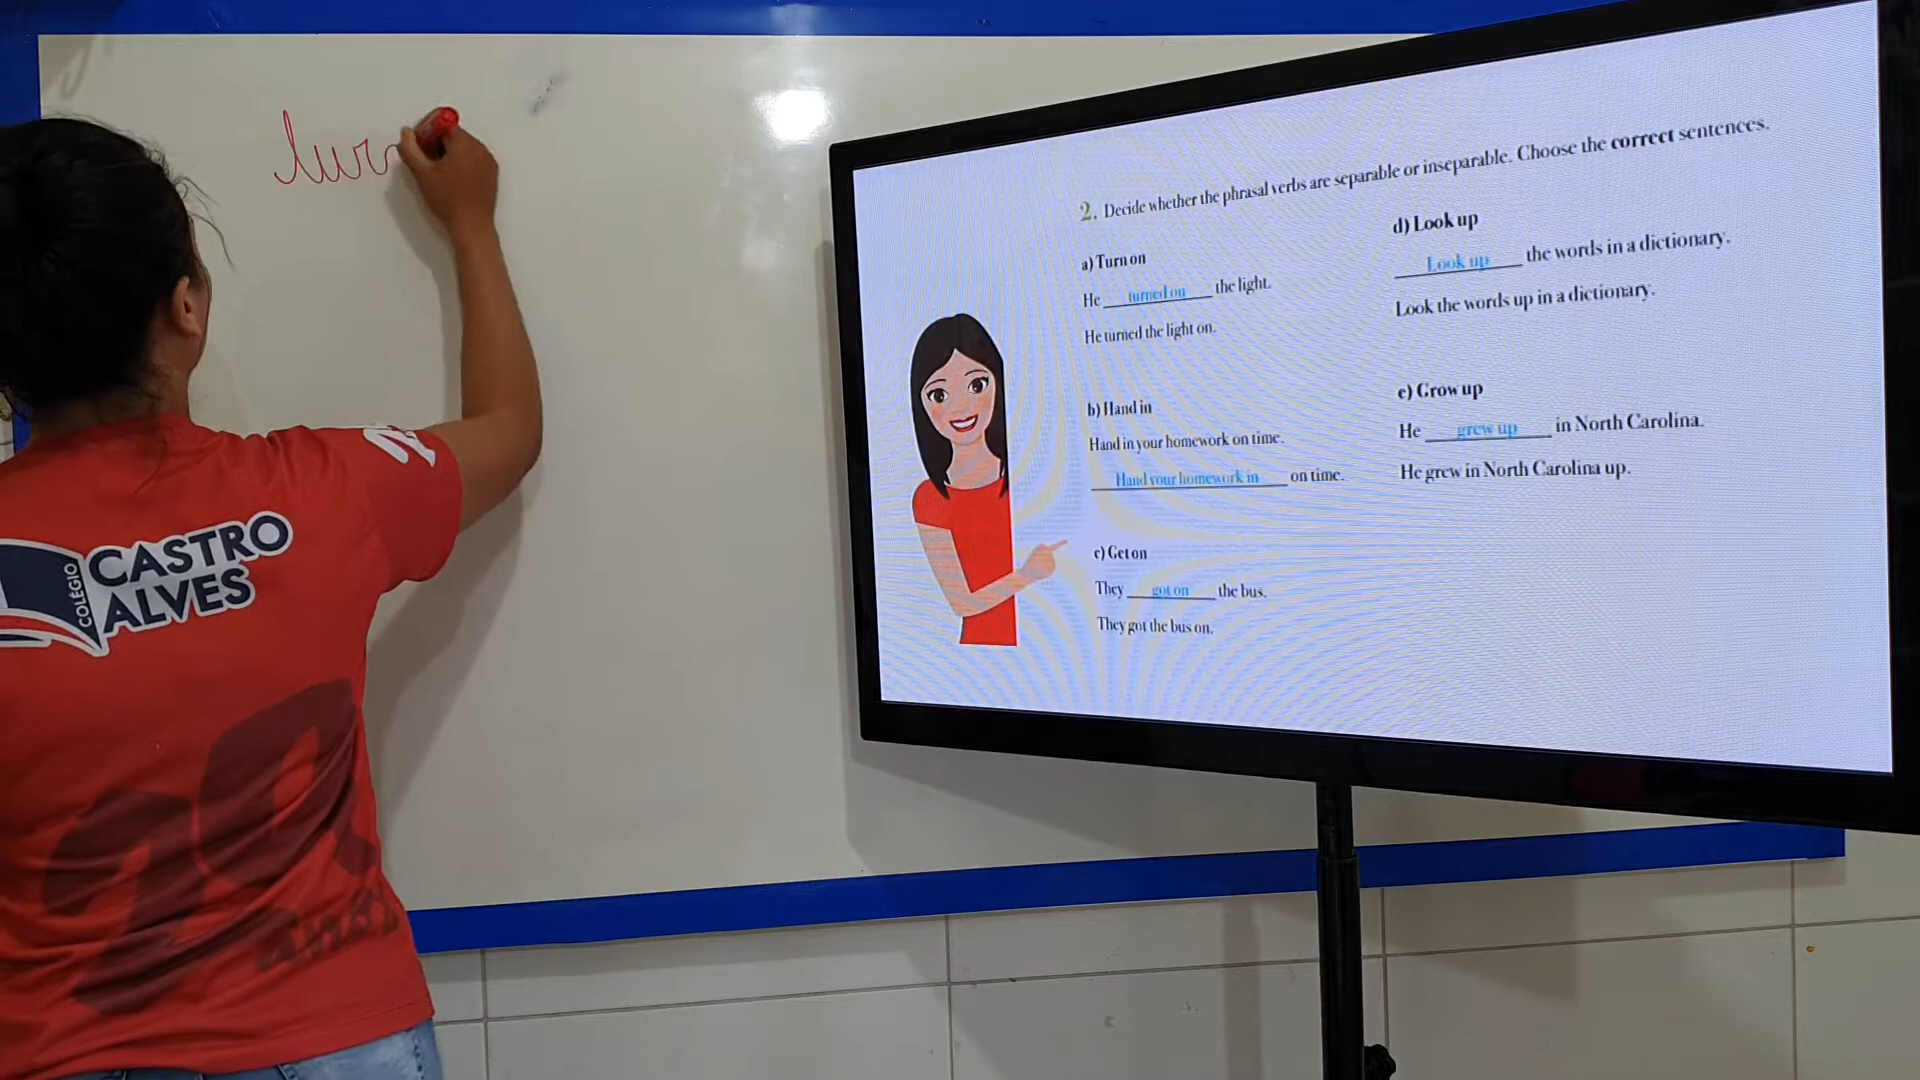 turn
COLÉGIO
CASTRO
ALVES
2. Decide whether the phrasal verbs are separable or inseparable. Choose the correct sentences.
a) Turn on
He turned on the light.
He turned the light on.
b) Hand in
Hand in your homework on time.
Hand your homework in on time.
c) Get on
They got on the bus.
They got the bus on.
d) Look up
Look up the words in a dictionary.
Look the words up in a dictionary.
e) Grow up
He grew up in North Carolina.
He grew in North Carolina up.